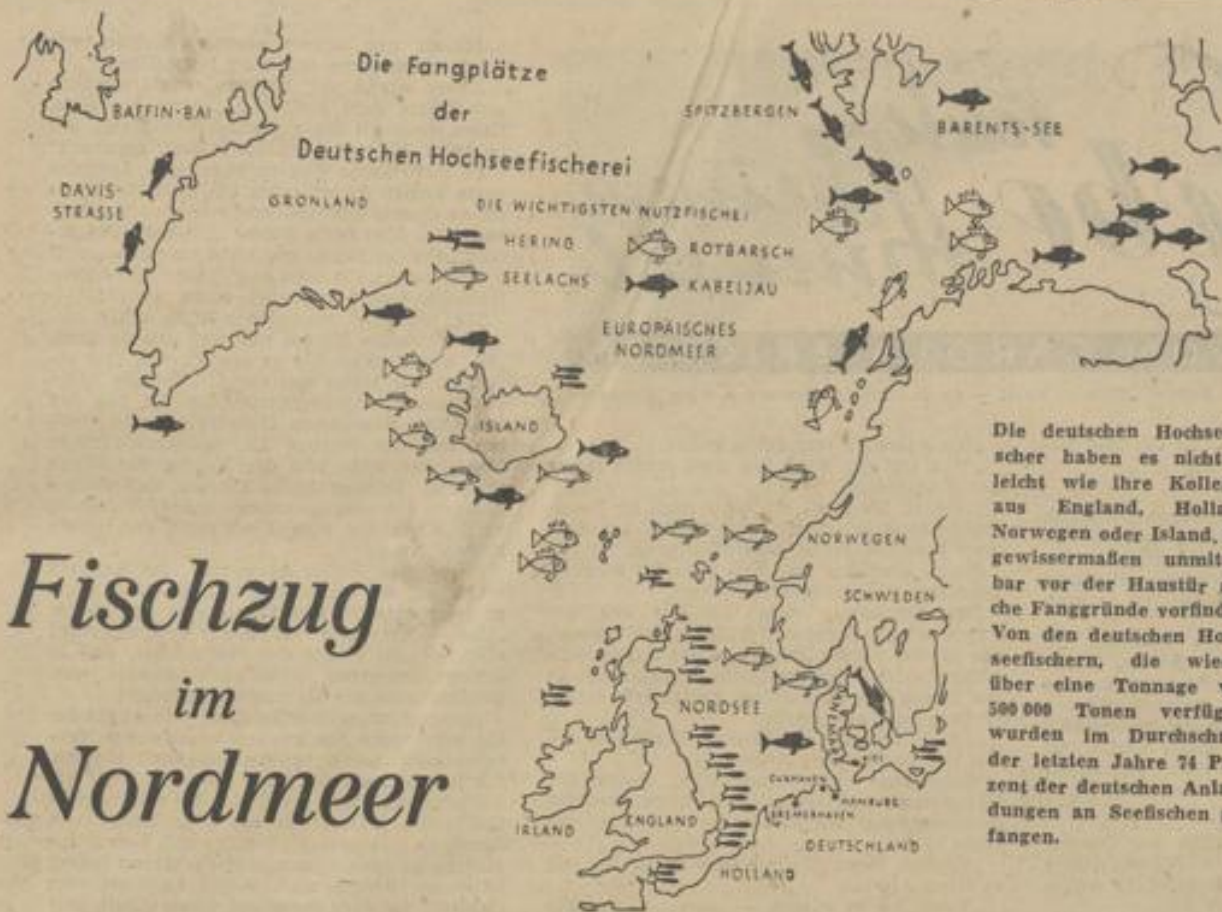 Die Fangplätze
der
Deutschen Hochseefischerei
BAFFIN-BAI
SPITZBERGEN
BARENTS-SEE
DAVIS-
STRASSE
GRÖNLAND
DIE WICHTIGSTEN NUTZFISCHE:
HERING
ROTBARSCH
SEELACHS
KABELJAU
EUROPÄISCHES
NORDMEER
ISLAND
NORWEGEN
SCHWEDEN
NORDSEE
CUXHAVEN
HAMBURG
BREMERHAVEN
IRLAND
ENGLAND
DEUTSCHLAND
HOLLAND
Fischzug
im
Nordmeer
Die deutschen Hochse
scher haben es nicht
leicht wie ihre Kolle
aus England, Holla
Norwegen oder Island,
gewissermaßen unmit
bar vor der Haustür
che Fanggründe vorfind
Von den deutschen Ho
seefischern, die wie
über eine Tonnage v
500 000 Tonen verfüg
wurden im Durchsch
der letzten Jahre 74 P
zent der deutschen Anla
dungen an Seefischen
fangen.